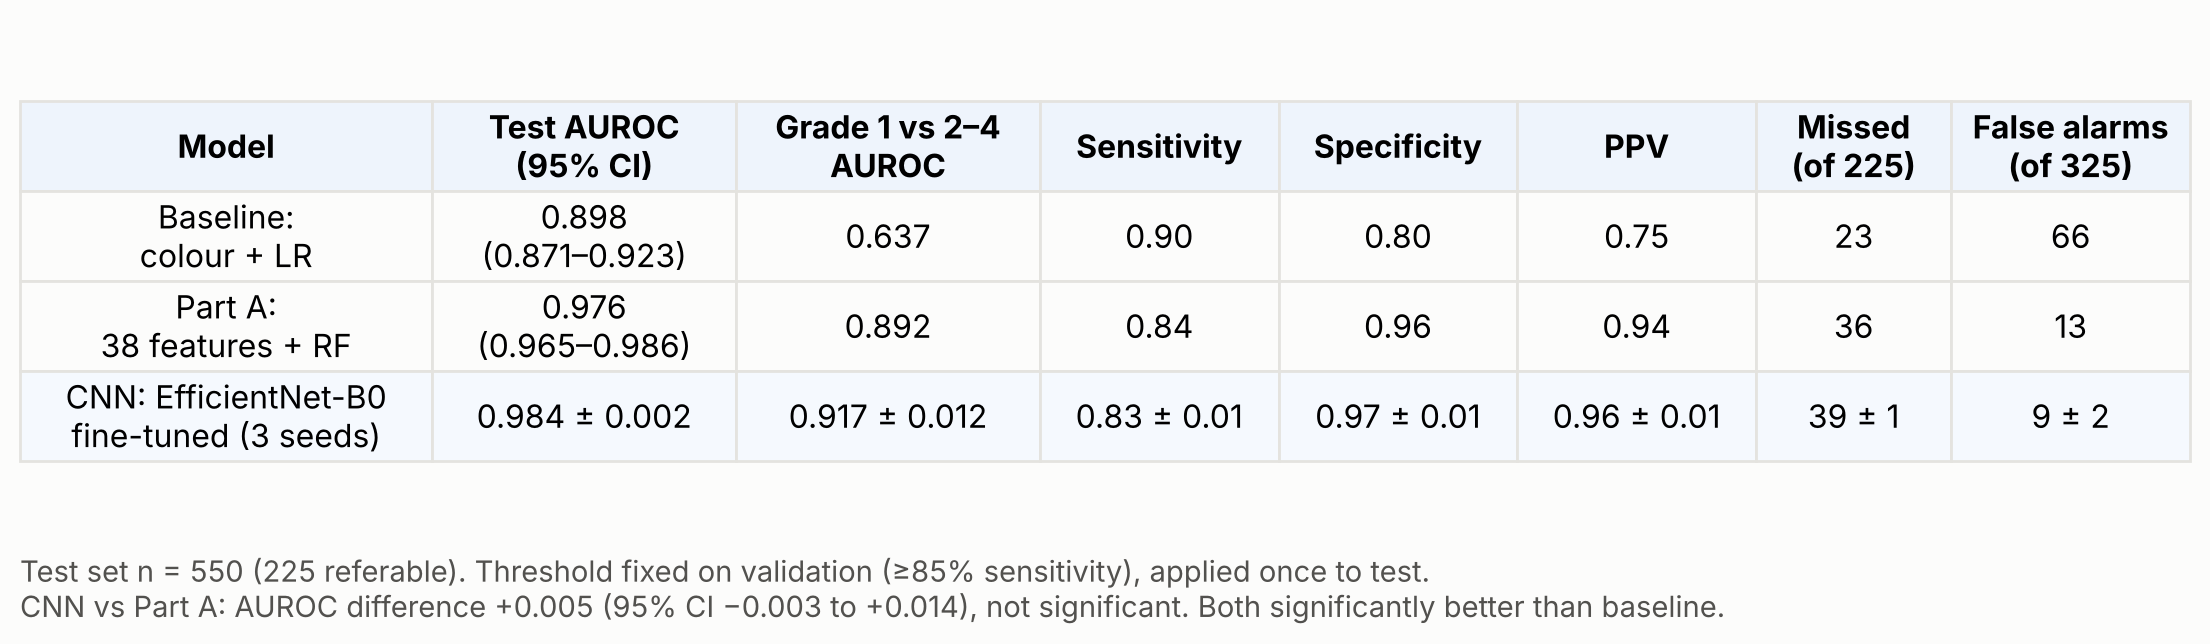 Model
Test AUROC
(95% CI)
Grade 1 vs 2–4
AUROC
Sensitivity
Specificity
PPV
Missed
(of 225)
False alarms
(of 325)
Baseline:
colour + LR
0.898
(0.871–0.923)
0.637
0.90
0.80
0.75
23
66
Part A:
38 features + RF
0.976
(0.965–0.986)
0.892
0.84
0.96
0.94
36
13
CNN: EfficientNet-B0
fine-tuned (3 seeds)
0.984 ± 0.002
0.917 ± 0.012
0.83 ± 0.01
0.97 ± 0.01
0.96 ± 0.01
39 ± 1
9 ± 2
Test set n = 550 (225 referable). Threshold fixed on validation (≥85% sensitivity), applied once to test.
CNN vs Part A: AUROC difference +0.005 (95% CI −0.003 to +0.014), not significant. Both significantly better than baseline.